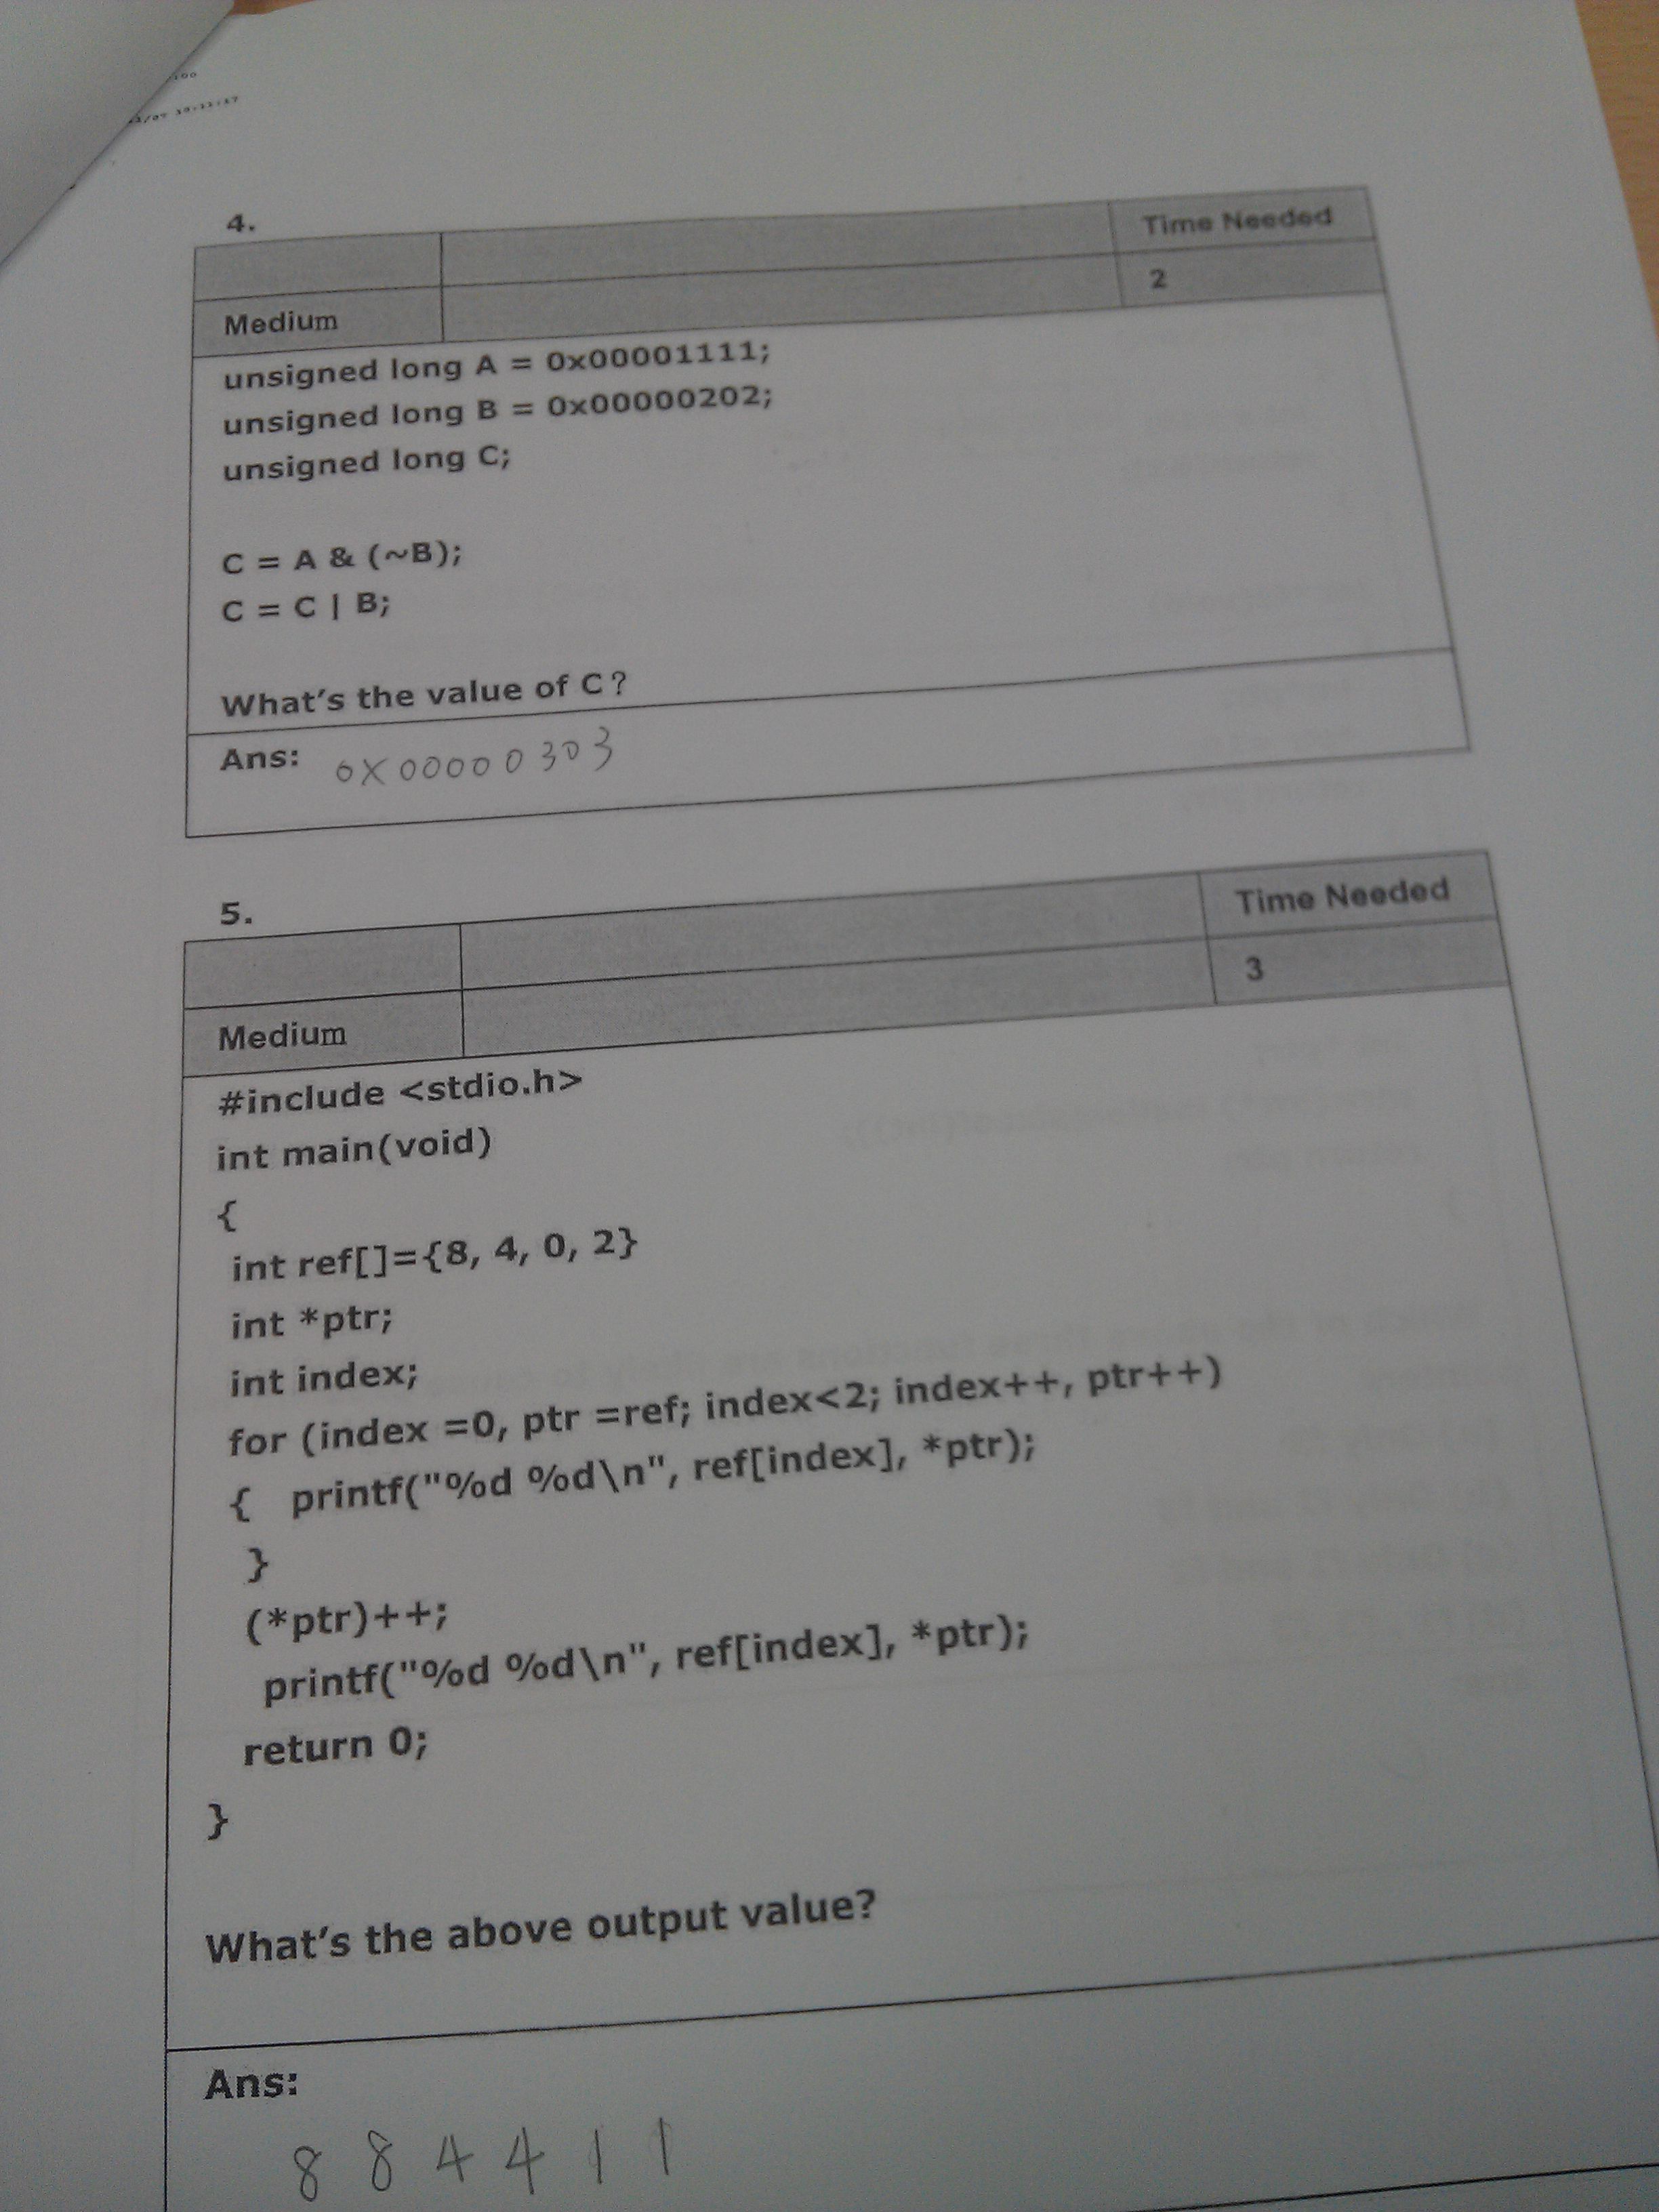 100
4.
Time Needed
Medium 2
unsigned long A = 0x00001111;
unsigned long B = 0x00000202;
unsigned long C;
C = A & (~B);
C = C | B;
What's the value of C?
Ans: 0X00000303
5.
Time Needed
Medium 3
#include <stdio.h>
int main(void)
{
int ref[]={8, 4, 0, 2}
int *ptr;
int index;
for (index =0, ptr =ref; index<2; index++, ptr++)
{ printf("%d %d\n", ref[index], *ptr);
}
(*ptr)++;
printf("%d %d\n", ref[index], *ptr);
return 0;
}
What's the above output value?
Ans:
8 8 4 4 1 1